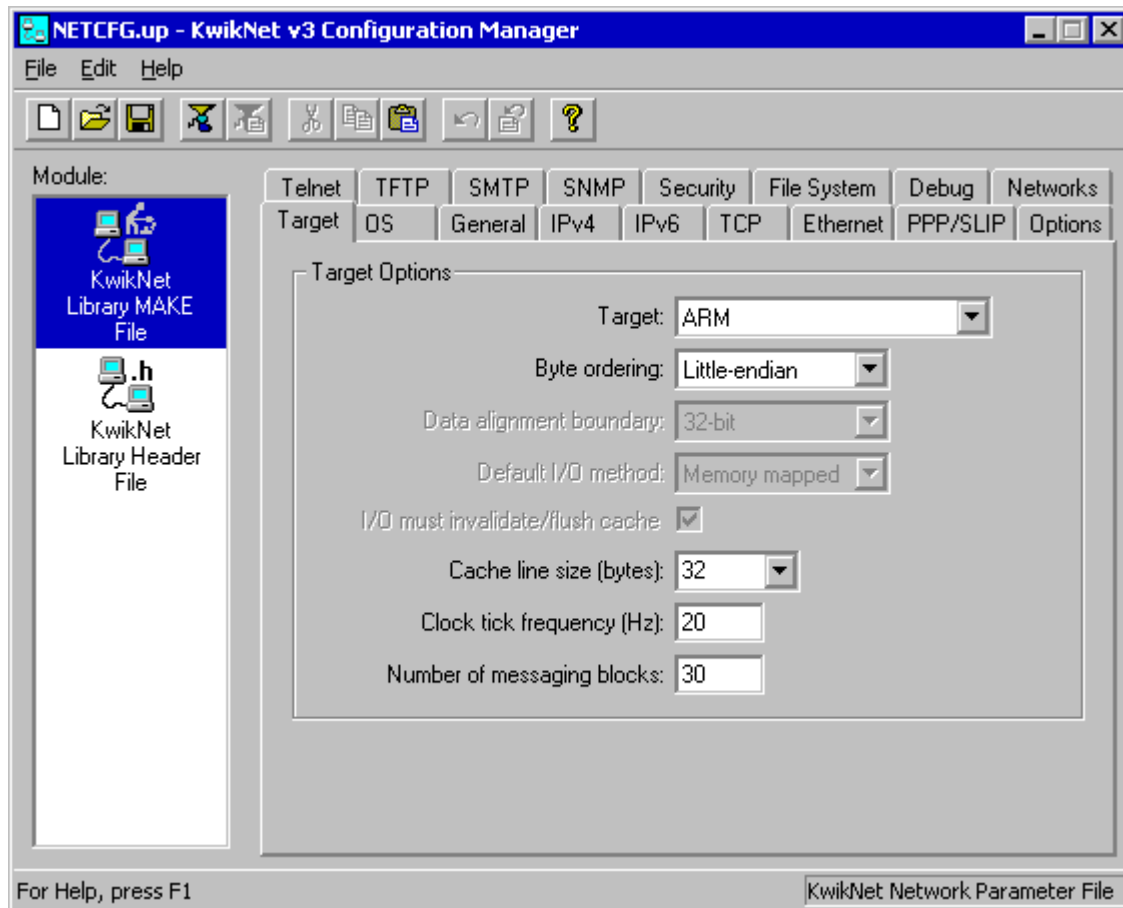 NETCFG.up - KwikNet v3 Configuration Manager
File Edit Help
Module:
KwikNet
Library MAKE
File
.h
KwikNet
Library Header
File
Telnet TFTP SMTP SNMP Security File System Debug Networks
Target OS General IPv4 IPv6 TCP Ethernet PPP/SLIP Options
Target Options
Target: ARM
Byte ordering: Little-endian
Data alignment boundary: 32-bit
Default I/O method: Memory mapped
I/O must invalidate/flush cache
Cache line size (bytes): 32
Clock tick frequency (Hz): 20
Number of messaging blocks: 30
For Help, press F1
KwikNet Network Parameter File